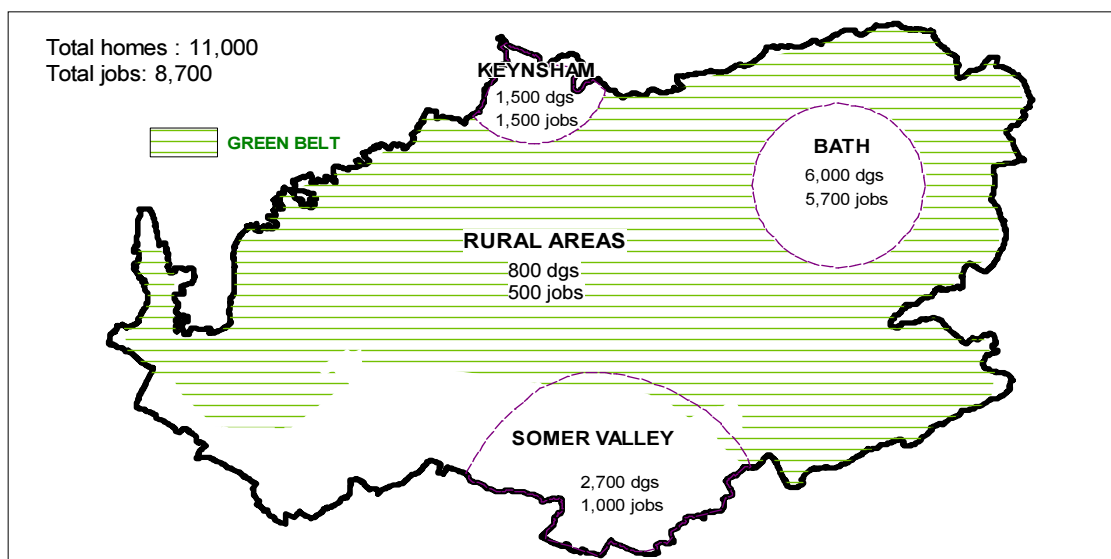 Total homes : 11,000
Total jobs: 8,700
GREEN BELT
KEYNSHAM
1,500 dgs
1,500 jobs
BATH
6,000 dgs
5,700 jobs
RURAL AREAS
800 dgs
500 jobs
SOMER VALLEY
2,700 dgs
1,000 jobs